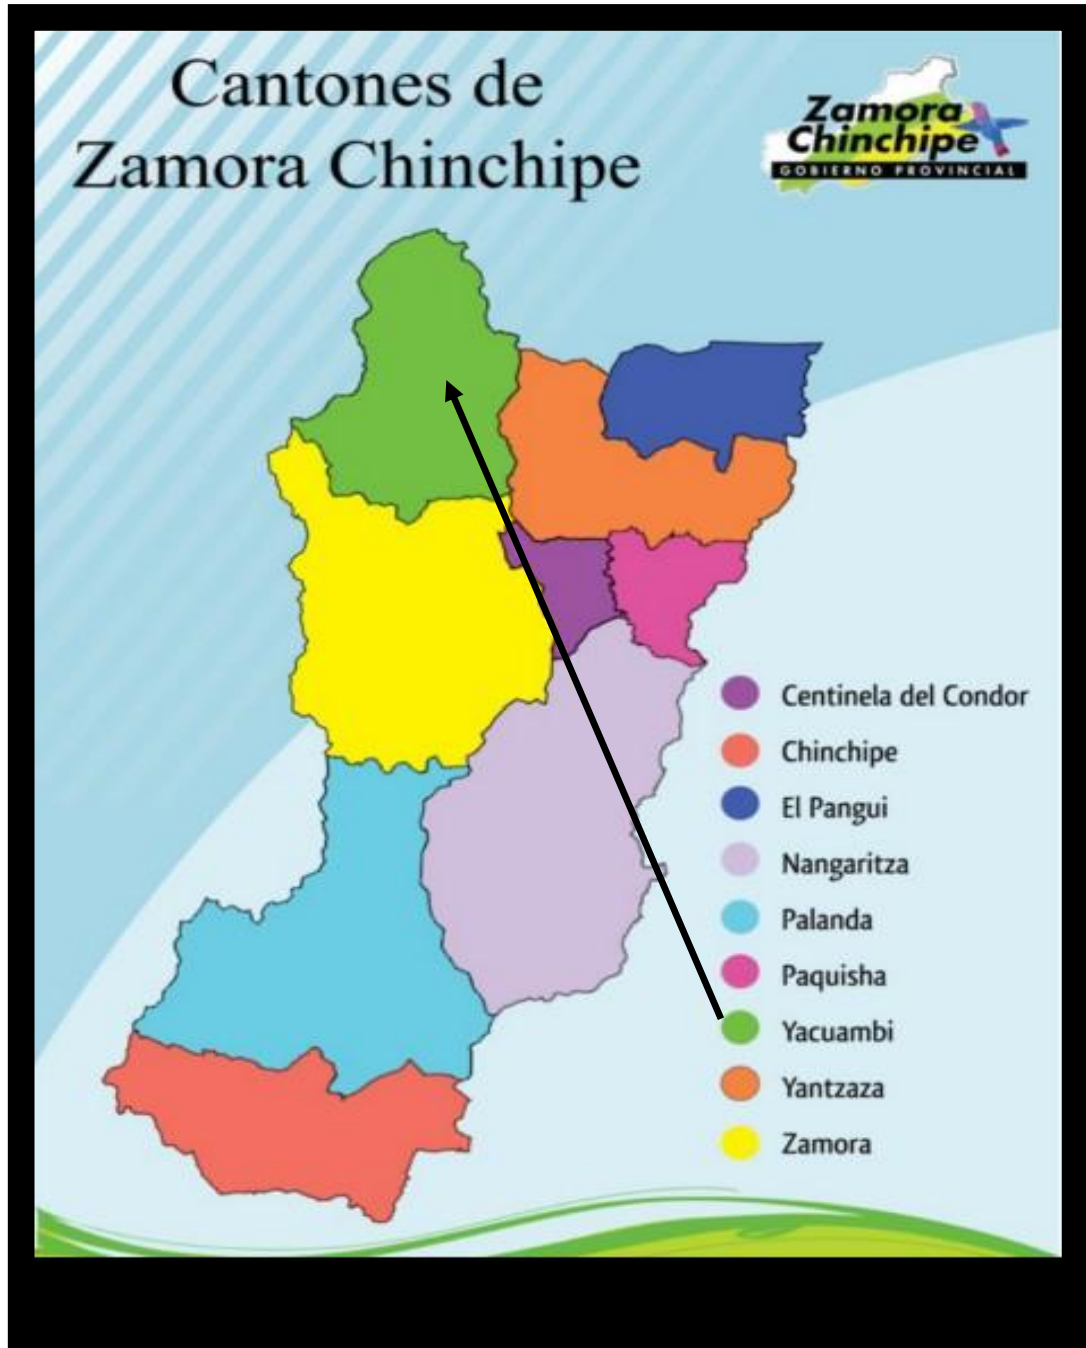 Cantones de
Zamora Chinchipe
Zamora
Chinchipe
GOBIERNO PROVINCIAL
Centinela del Condor
Chinchipe
El Pangui
Nangaritza
Palanda
Paquisha
Yacuambi
Yantzaza
Zamora